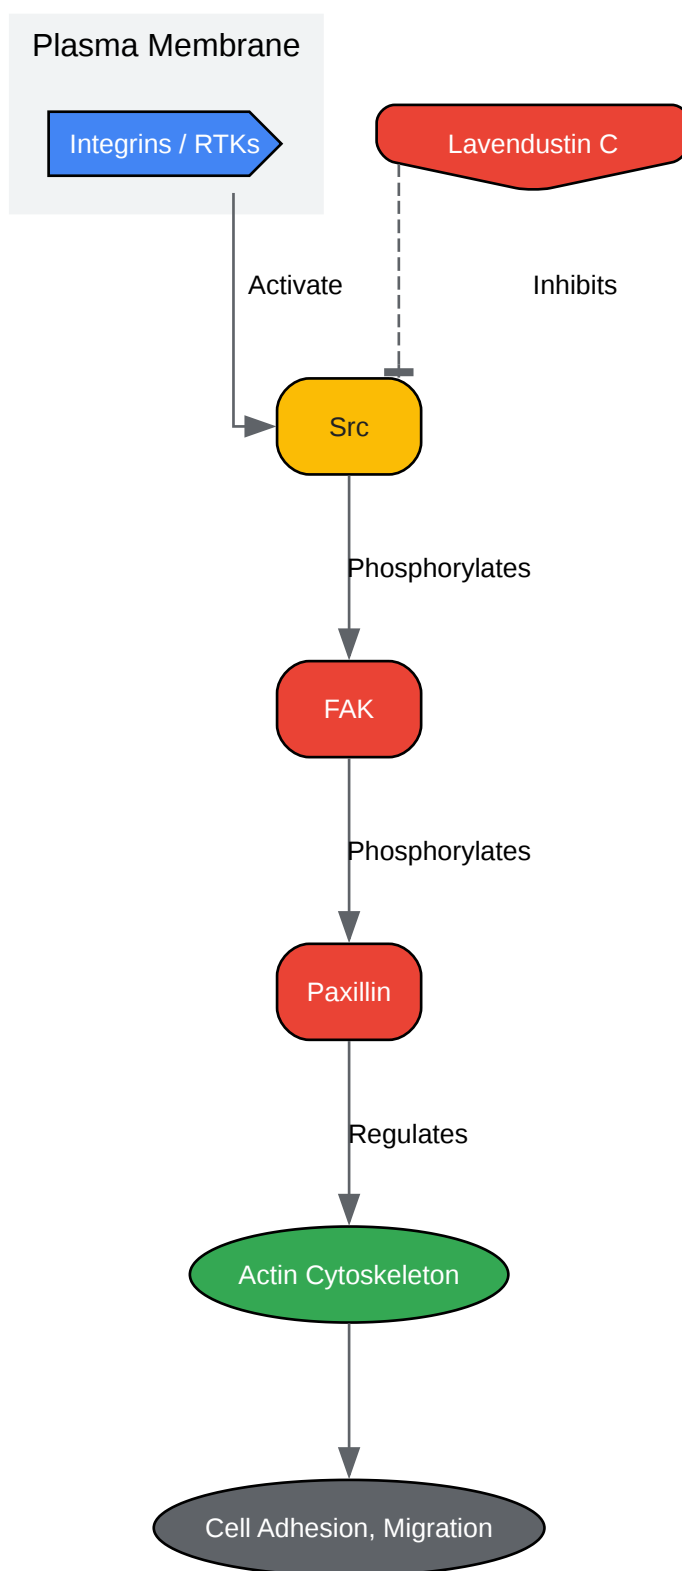 Plasma Membrane
Integrins / RTKs
Lavendustin C
Activate
Inhibits
Src
Phosphorylates
FAK
Phosphorylates
Paxillin
Regulates
Actin Cytoskeleton
Cell Adhesion, Migration